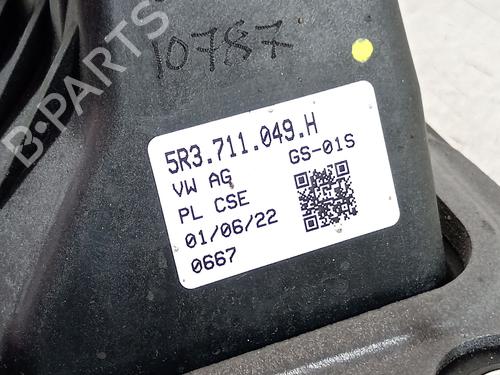 10787
5R3.711.049.H
VW AG GS-01S
PL CSE
01/06/22
0667
B-PARTS